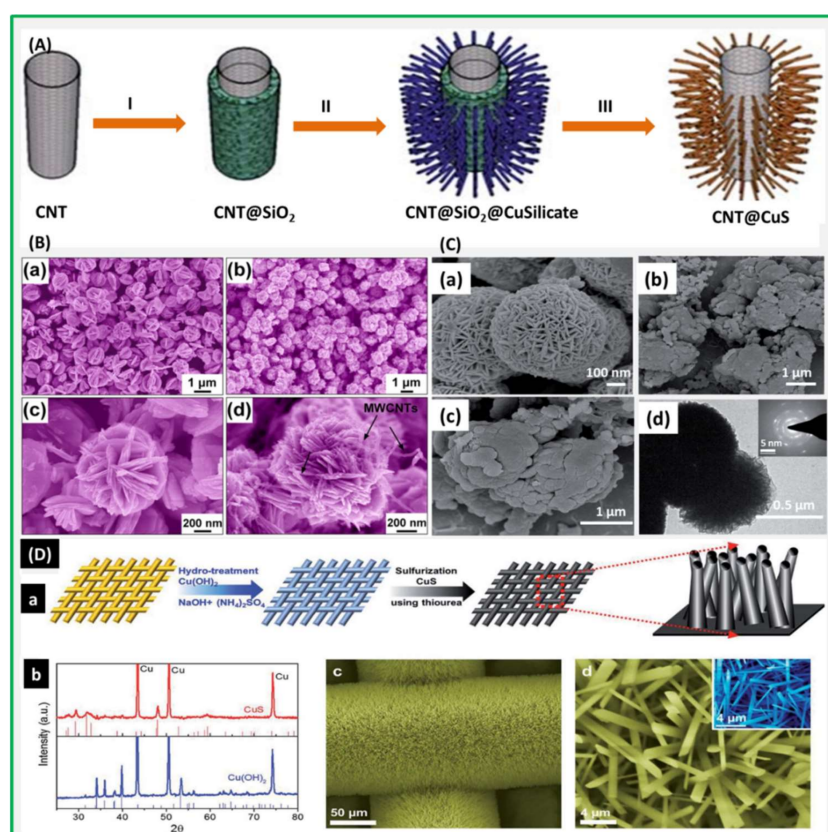 (A)
I
II
III
CNT
CNT@SiO₂
CNT@SiO₂@CuSilicate
CNT@CuS
(B)
(a)
1 µm
(b)
1 µm
(c)
200 nm
(d)
MWCNTs
200 nm
(C)
(a)
100 nm
(b)
1 µm
(c)
1 µm
(d)
5 nm
0.5 µm
(D)
a
Hydro-treatment
Cu(OH)₂
NaOH+ (NH₄)₂SO₄
Sulfurization
CuS
using thiourea
b
Intensity (a.u.)
Cu
Cu
Cu
CuS
Cu(OH)₂
30 40 50 60 70 80
2θ
c
50 µm
d
4 µm
4 µm